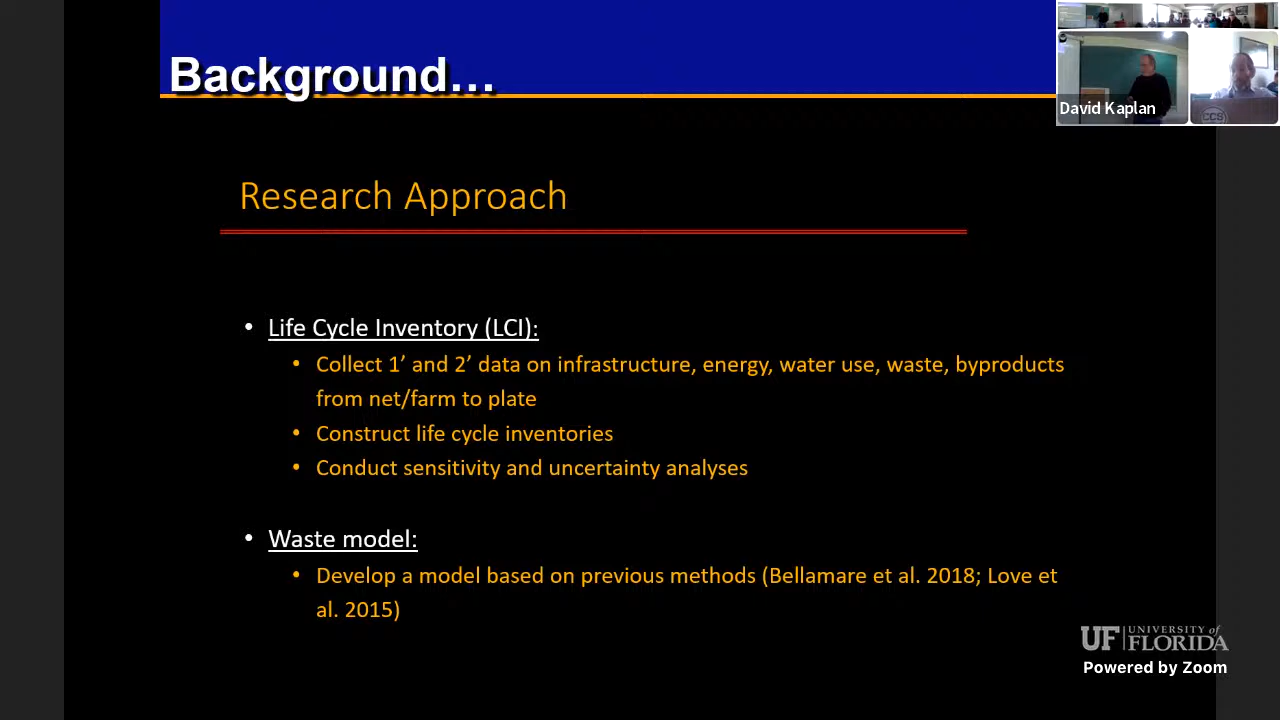 Background...
David Kaplan
CCS
Research Approach
• Life Cycle Inventory (LCI):
• Collect 1’ and 2’ data on infrastructure, energy, water use, waste, byproducts
from net/farm to plate
• Construct life cycle inventories
• Conduct sensitivity and uncertainty analyses
• Waste model:
• Develop a model based on previous methods (Bellamare et al. 2018; Love et
al. 2015)
UF UNIVERSITY of
FLORIDA
Powered by Zoom